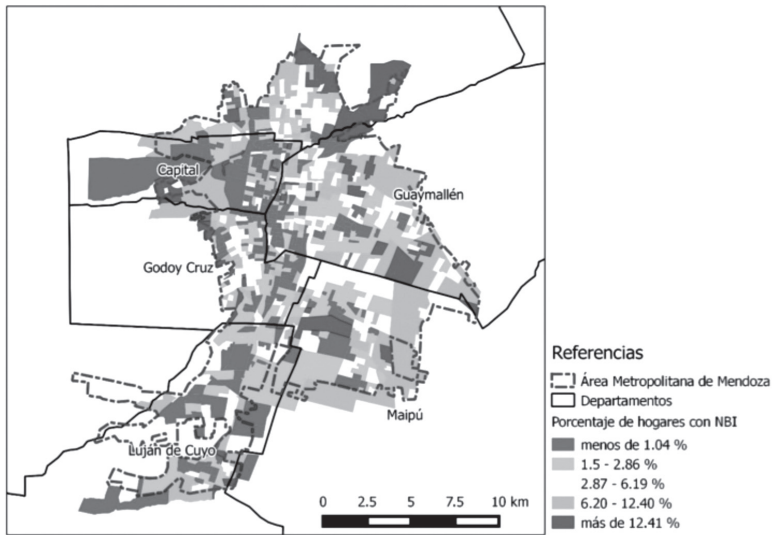 Capital
Guaymallén
Godoy Cruz
Maipú
Luján de Cuyo
0 2.5 5 7.5 10 km
Referencias
Área Metropolitana de Mendoza
Departamentos
Porcentaje de hogares con NBI
menos de 1.04 %
1.5 - 2.86 %
2.87 - 6.19 %
6.20 - 12.40 %
más de 12.41 %